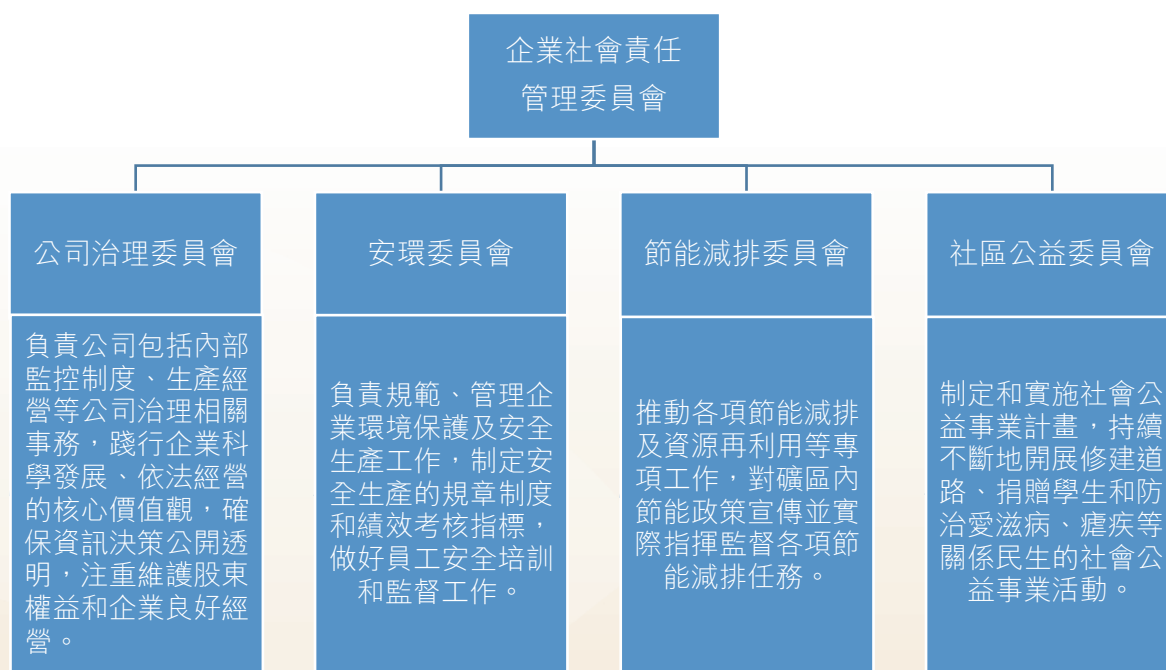 企業社會責任
管理委員會
公司治理委員會
負責公司包括內部
監控制度、生產經
營等公司治理相關
事務，踐行企業科
學發展、依法經營
的核心價值觀，確
保資訊決策公開透
明，注重維護股東
權益和企業良好經
營。
安環委員會
負責規範、管理企
業環境保護及安全
生產工作，制定安
全生產的規章制度
和績效考核指標，
做好員工安全培訓
和監督工作。
節能減排委員會
推動各項節能減排
及資源再利用等專
項工作，對礦區內
節能政策宣傳並實
際指揮監督各項節
能減排任務。
社區公益委員會
制定和實施社會公
益事業計畫，持續
不斷地開展修建道
路、捐贈學生和防
治愛滋病、瘧疾等
關係民生的社會公
益事業活動。